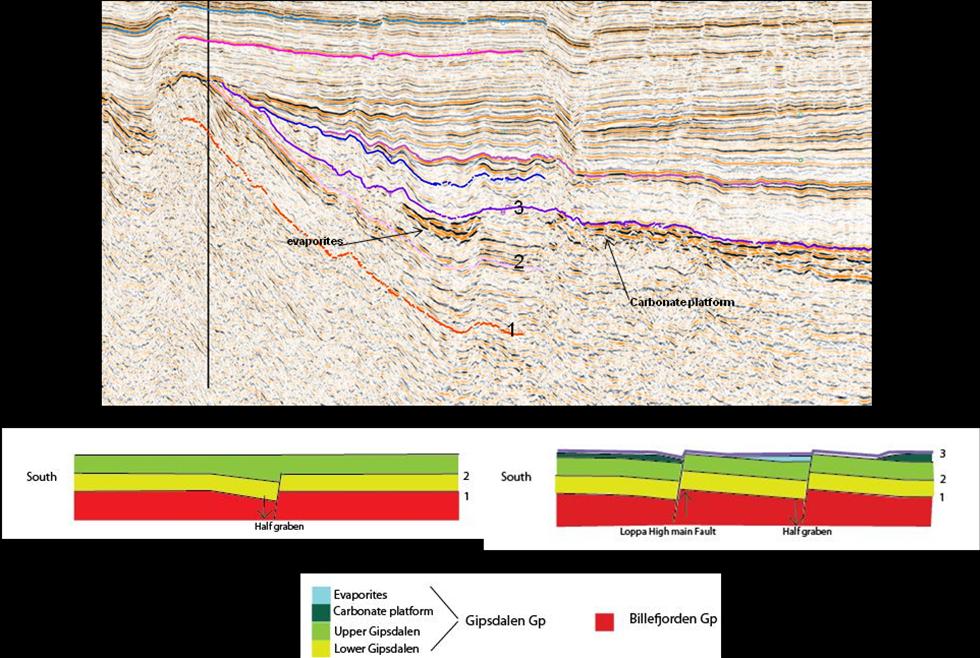 3
evaporites
2
Carbonate platform
1
South
2
1
Half graben
South
3
2
1
Loppa High main Fault
Half graben
Evaporites
Carbonate platform
Upper Gipsdalen
Lower Gipsdalen
Gipsdalen Gp
Billefjorden Gp